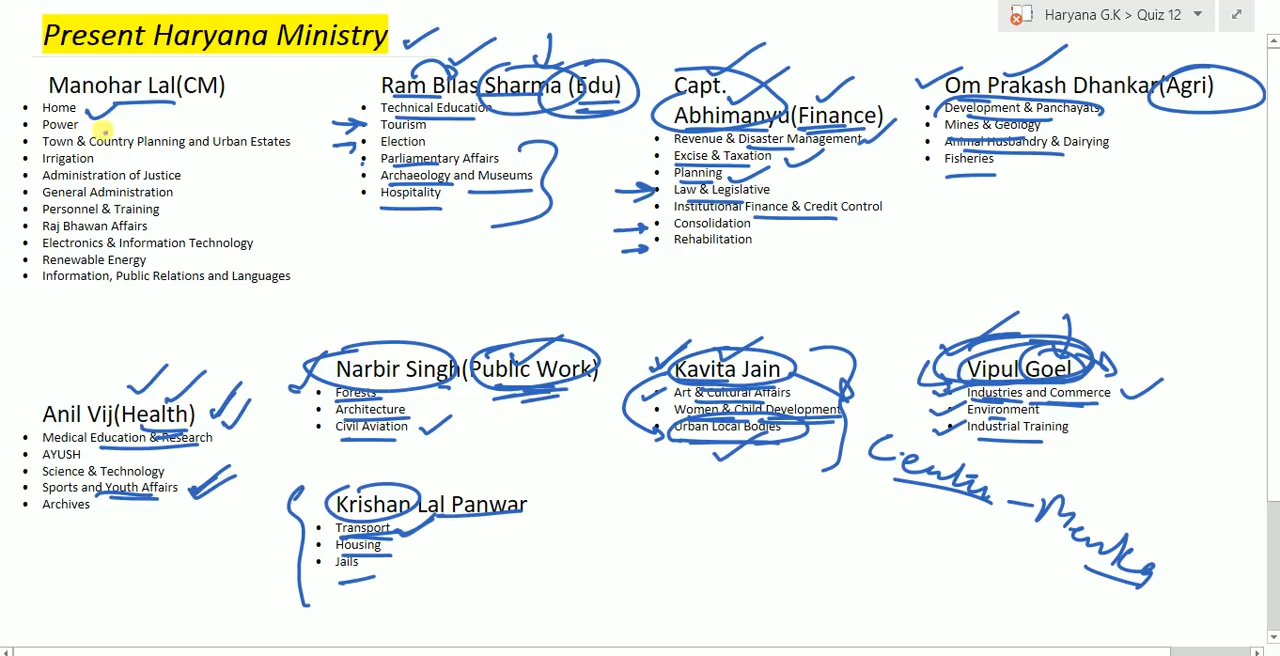 Haryana G.K > Quiz 12
Present Haryana Ministry
Manohar Lal(CM)
• Home
• Power
• Town & Country Planning and Urban Estates
• Irrigation
• Administration of Justice
• General Administration
• Personnel & Training
• Raj Bhawan Affairs
• Electronics & Information Technology
• Renewable Energy
• Information, Public Relations and Languages
Ram Bilas Sharma (Edu)
• Technical Education
• Tourism
• Election
• Parliamentary Affairs
• Archaeology and Museums
• Hospitality
Capt.
Abhimanyu(Finance)
• Revenue & Disaster Management
• Excise & Taxation
• Planning
• Law & Legislative
• Institutional Finance & Credit Control
• Consolidation
• Rehabilitation
Om Prakash Dhankar(Agri)
• Development & Panchayats
• Mines & Geology
• Animal Husbandry & Dairying
• Fisheries
Anil Vij(Health)
• Medical Education & Research
• AYUSH
• Science & Technology
• Sports and Youth Affairs
• Archives
Narbir Singh(Public Work)
• Forests
• Architecture
• Civil Aviation
Krishan Lal Panwar
• Transport
• Housing
• Jails
Kavita Jain
• Art & Cultural Affairs
• Women & Child Development
• Urban Local Bodies
Vipul Goel
• Industries and Commerce
• Environment
• Industrial Training